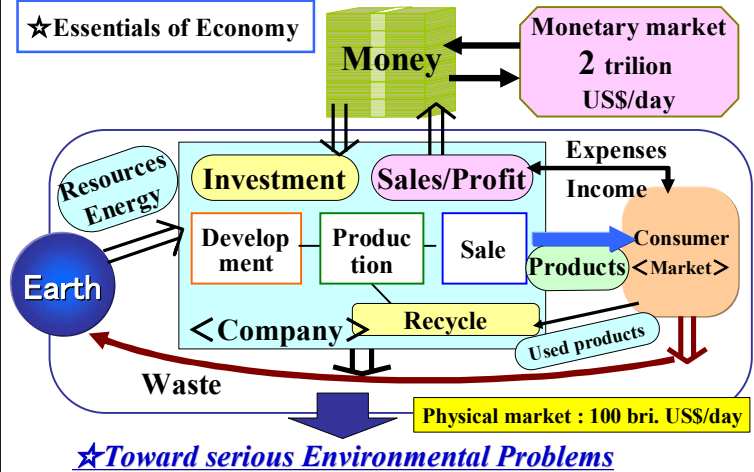 ☆Essentials of Economy
Money
Monetary market
2 trilion
US$/day
Resources
Energy
Investment
Sales/Profit
Expenses
Income
Develop
ment
Produc
tion
Sale
Consumer
<Market>
Products
Earth
<Company>
Recycle
Used products
Waste
Physical market : 100 bri. US$/day
☆Toward serious Environmental Problems